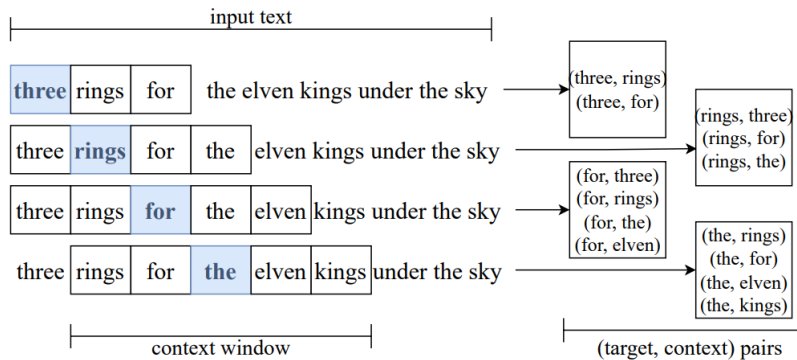 input text
three rings for the elven kings under the sky
(three, rings)
(three, for)
three rings for the elven kings under the sky
(rings, three)
(rings, for)
(rings, the)
three rings for the elven kings under the sky
(for, three)
(for, rings)
(for, the)
(for, elven)
three rings for the elven kings under the sky
(the, rings)
(the, for)
(the, elven)
(the, kings)
context window
(target, context) pairs